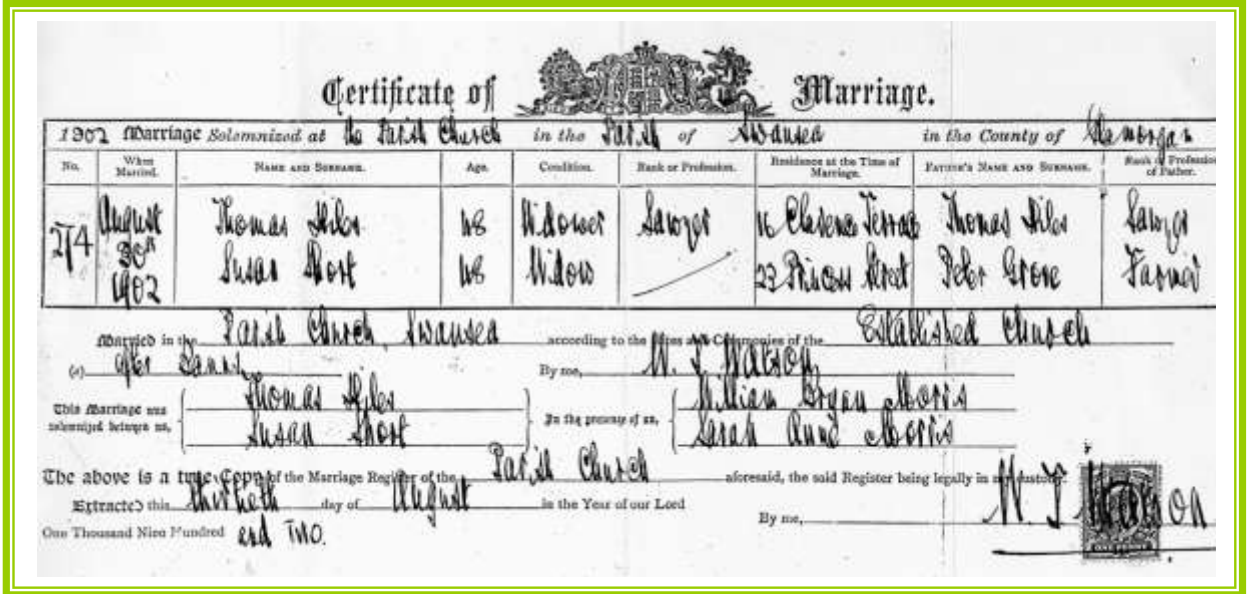 Certificate of Marriage.
1902 Marriage Solemnized at the Parish Church in the Parish of Swansea in the County of Glamorgan
No. When Married. NAME AND SURNAME. Age. Condition. Rank or Profession. Residence at the Time of Marriage. FATHER'S NAME AND SURNAME. Rank or Profession of Father.
274 August 30th 1902
Thomas Hiles 48 Widower Sawyer 16 Clarence Terrace Thomas Hiles Sawyer
Susan Short 48 Widow 23 Princess Street Peter Grove Farmer
Married in the Parish Church, Swansea according to the Rites and Ceremonies of the Established Church
(a) after Banns, By me, W. T. Watson
This Marriage was solemnized between us, Thomas Hiles Susan Short In the presence of us, William Bryan Morris Sarah Anne Morris
The above is a true Copy of the Marriage Register of the Parish Church aforesaid, the said Register being legally in my custody.
Extracted this thirtieth day of August in the Year of our Lord
One Thousand Nine Hundred and Two. By me, W. T. Watson